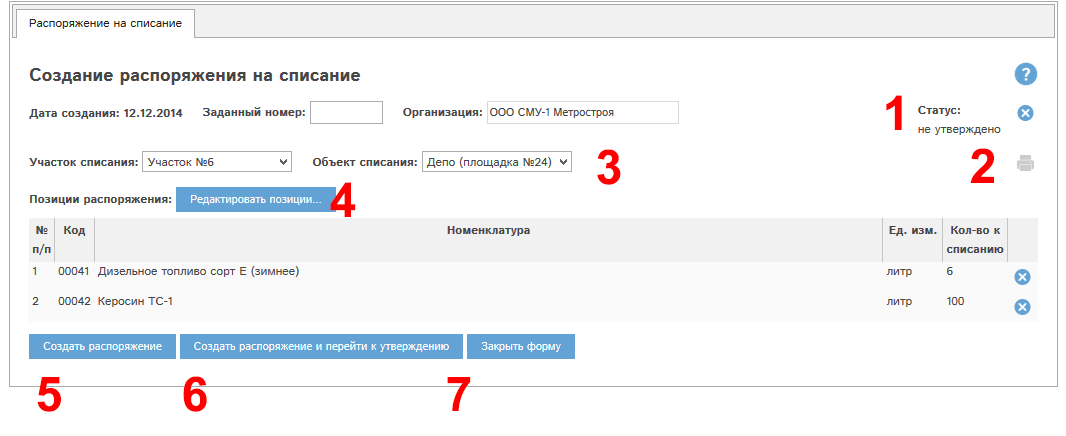 Распоряжение на списание
Создание распоряжения на списание
?
Дата создания: 12.12.2014 Заданный номер: Организация: ООО СМУ-1 Метрострой
1 Статус:
не утверждено
2
Участок списания: Участок №6 Объект списания: Депо (площадка №24) 3
Позиции распоряжения: Редактировать позиции... 4
№ п/п Код Номенклатура Ед. изм. Кол-во к списанию
1 00041 Дизельное топливо сорт Е (зимнее) литр 6
2 00042 Керосин ТС-1 литр 100
Создать распоряжение Создать распоряжение и перейти к утверждению Закрыть форму
5 6 7